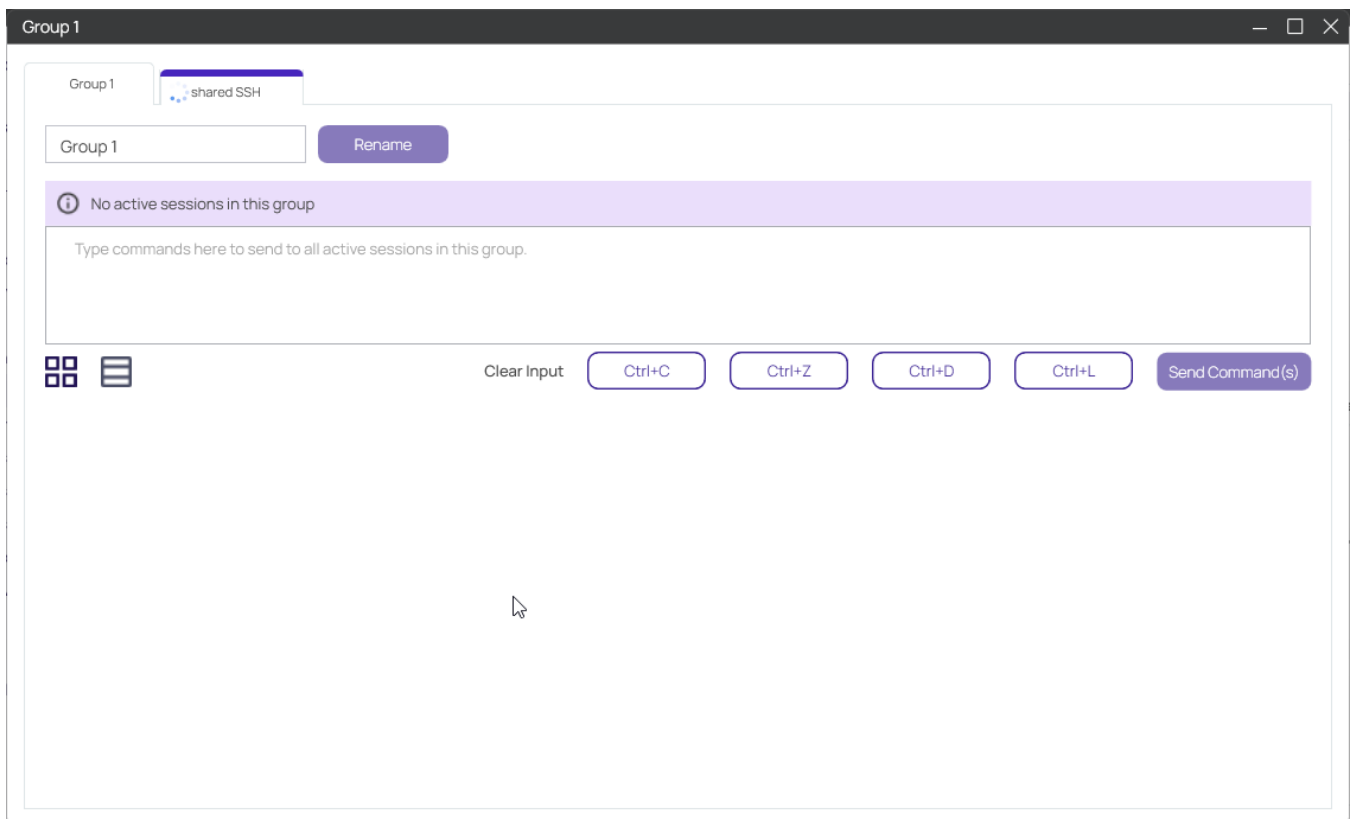 Group 1
Group 1
shared SSH
Group 1
Rename
No active sessions in this group
Type commands here to send to all active sessions in this group.
Clear Input Ctrl+C Ctrl+Z Ctrl+D Ctrl+L Send Command(s)